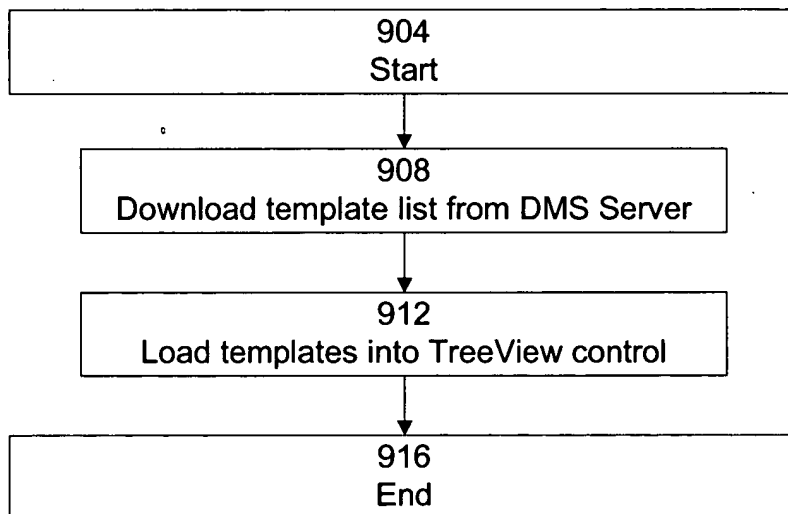 904
Start
908
Download template list from DMS Server
912
Load templates into TreeView control
916
End